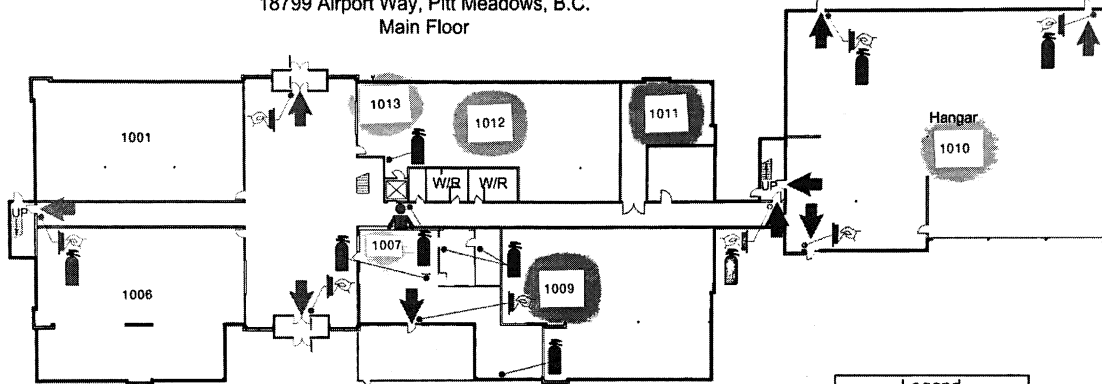 18799 Airport Way, Pitt Meadows, B.C.
Main Floor
1013
1012
1011
1001
Hangar
1010
W/R
W/R
UP
UP
1007
1009
1006
Legend